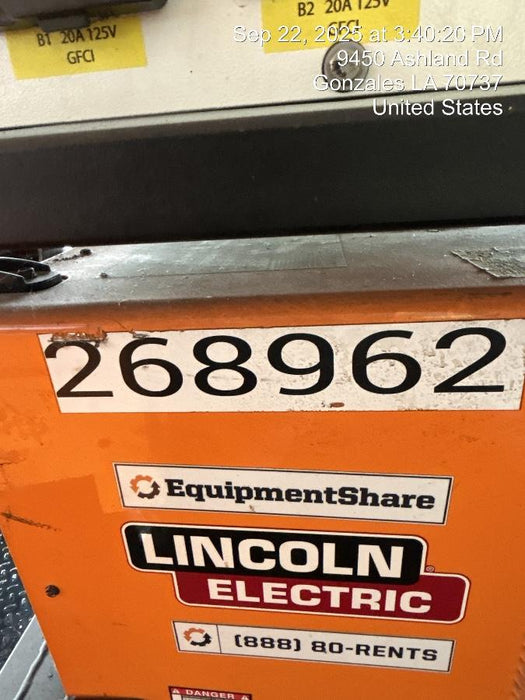 B1 20A 125V
GFCI
B2 20A 125V
GFCI
Sep 22, 2025 at 3:40:20 PM
9450 Ashland Rd
Gonzales LA 70737
United States
268962
EquipmentShare
LINCOLN®
ELECTRIC
(888) 80-RENTS
DANGER